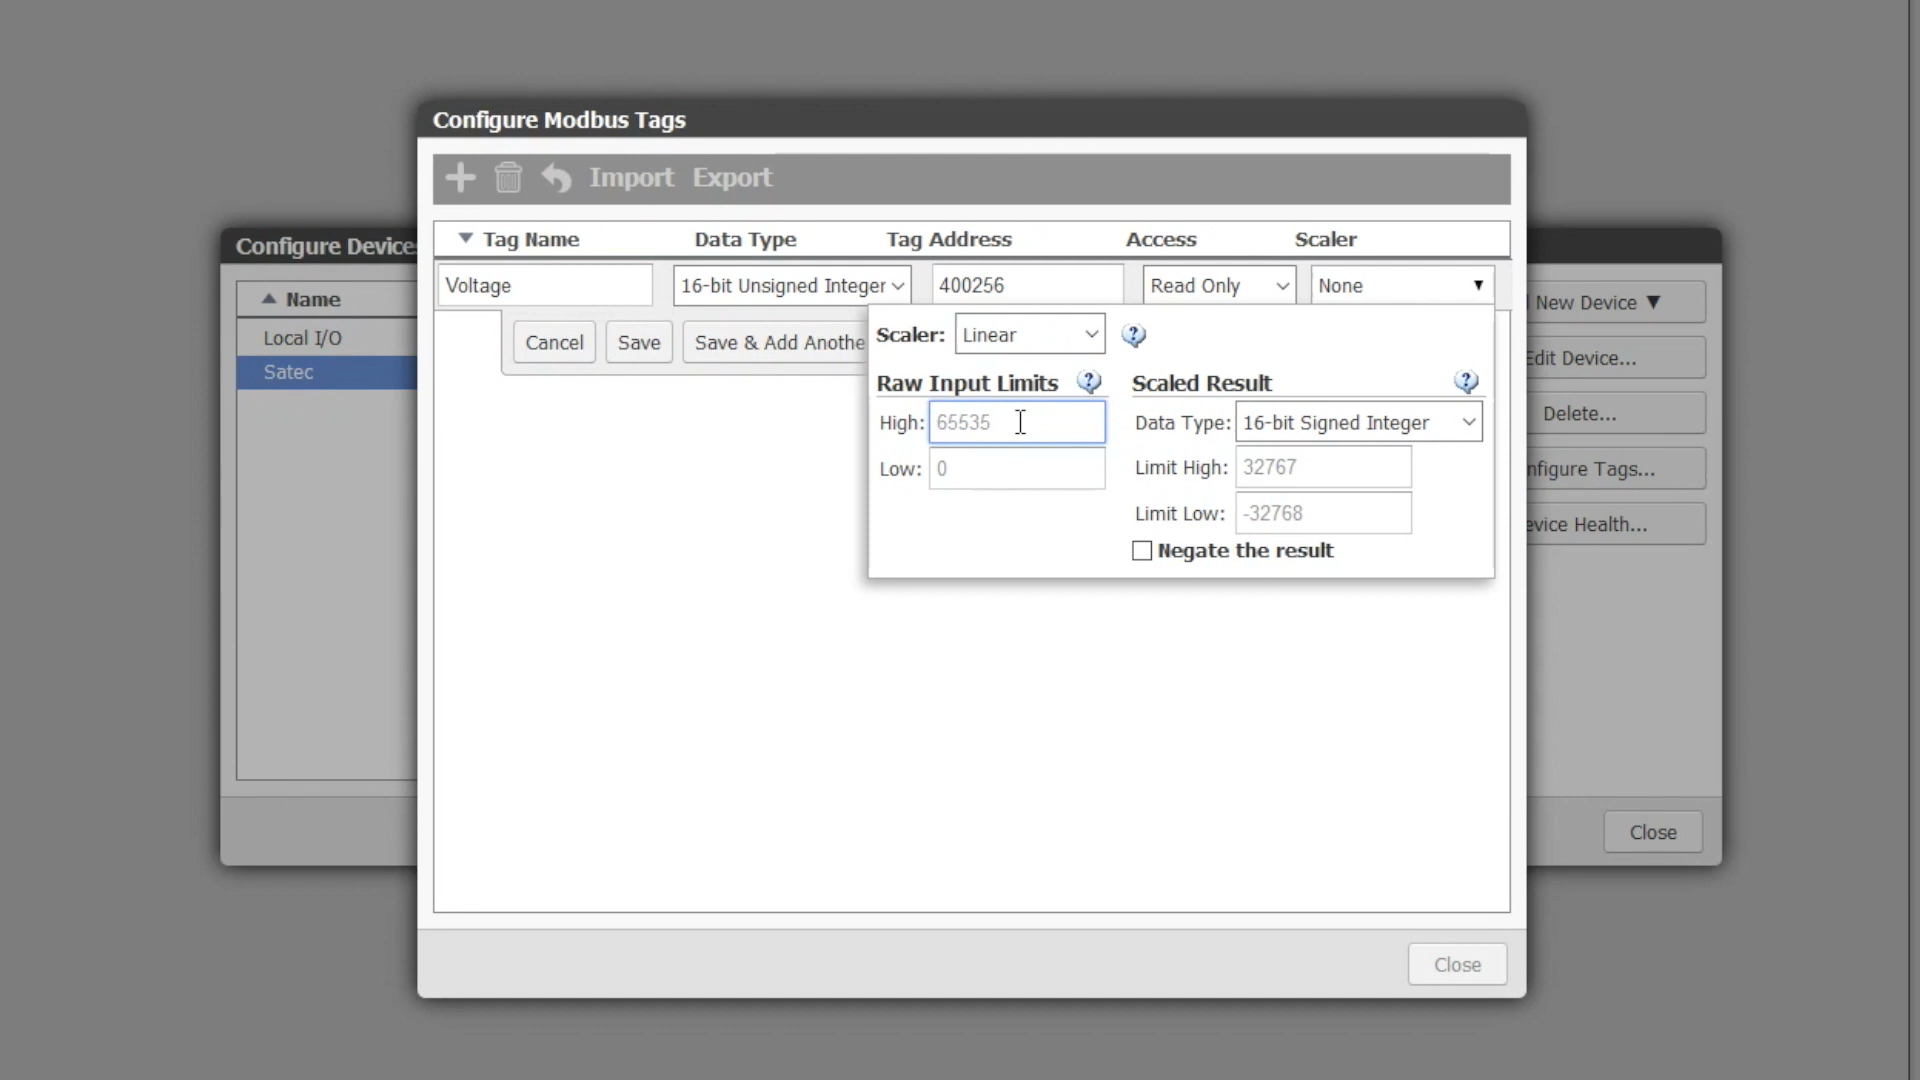 Configure Modbus Tags
Import Export
Tag Name Data Type Tag Address Access Scaler
Voltage 16-bit Unsigned Integer 400256 Read Only None
Cancel Save Save & Add Anothe
Scaler: Linear
Raw Input Limits Scaled Result
High: 65535 Data Type: 16-bit Signed Integer
Low: 0 Limit High: 32767
Limit Low: -32768
Negate the result
Close
Configure Devices
Name
Local I/O
Satec
New Device
Edit Device...
Delete...
nfigure Tags...
evice Health...
Close